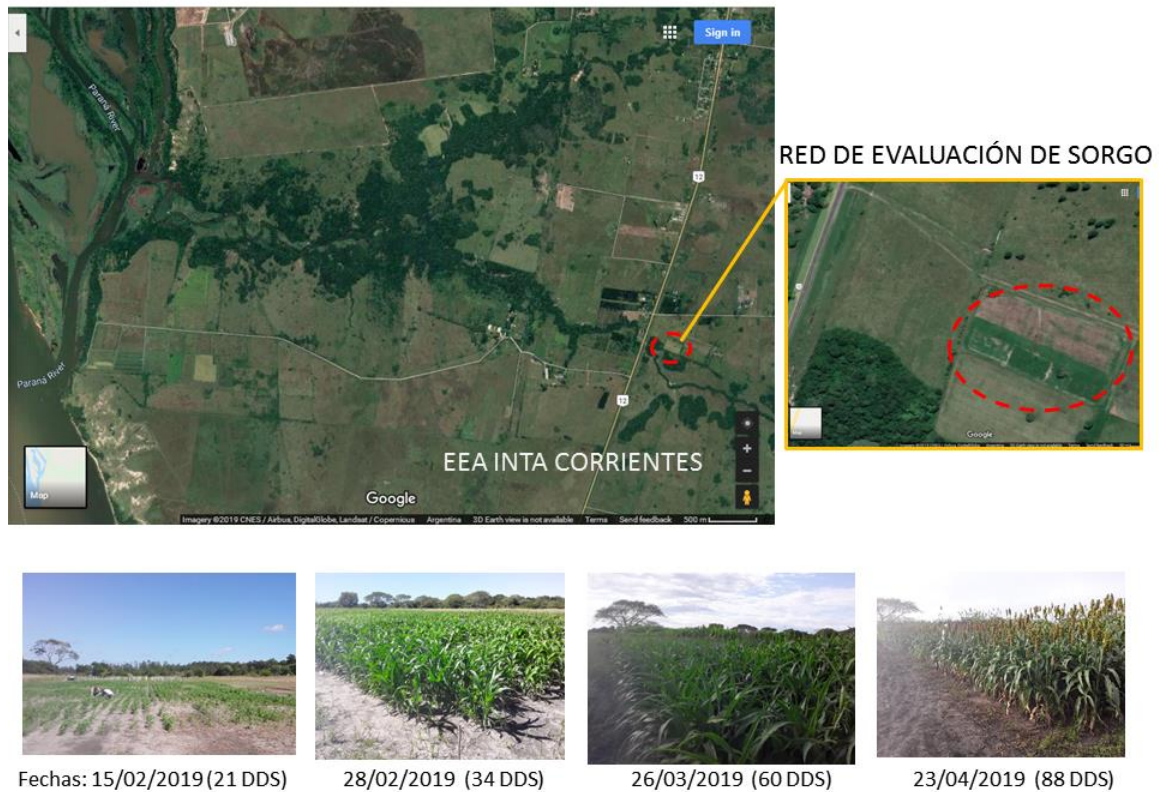 Sign in
Paraná River
12
RED DE EVALUACIÓN DE SORGO
Paraná River
12
EEA INTA CORRIENTES
Map
Google
Imagery ©2019 CNES / Airbus, DigitalGlobe, Landsat / Copernicus Argentina 3D Earth view is not available Terms Send feedback 500 m
Google
Fechas: 15/02/2019 (21 DDS)
28/02/2019 (34 DDS)
26/03/2019 (60 DDS)
23/04/2019 (88 DDS)